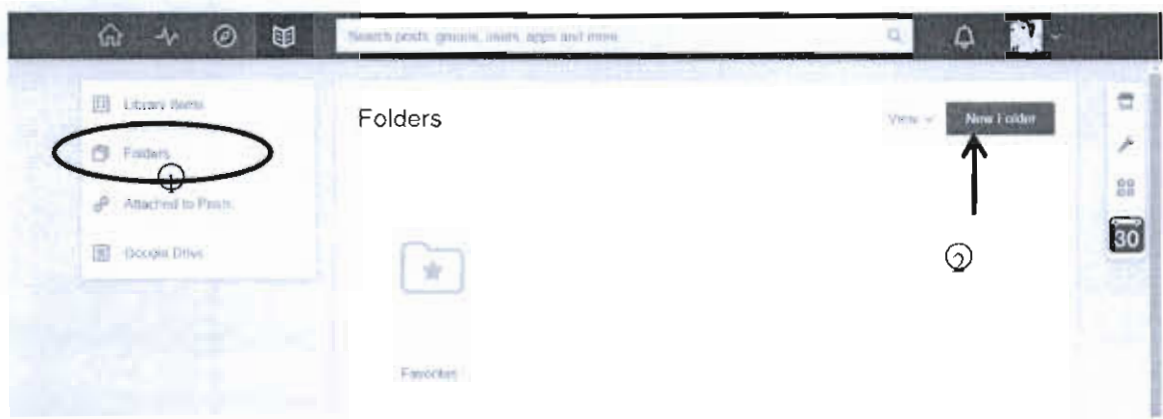 Search posts, groups, users, apps and more
Library Items
Folders
View
New Folder
Folders
1
Attached to Posts
30
2
Google Drive
Favorites